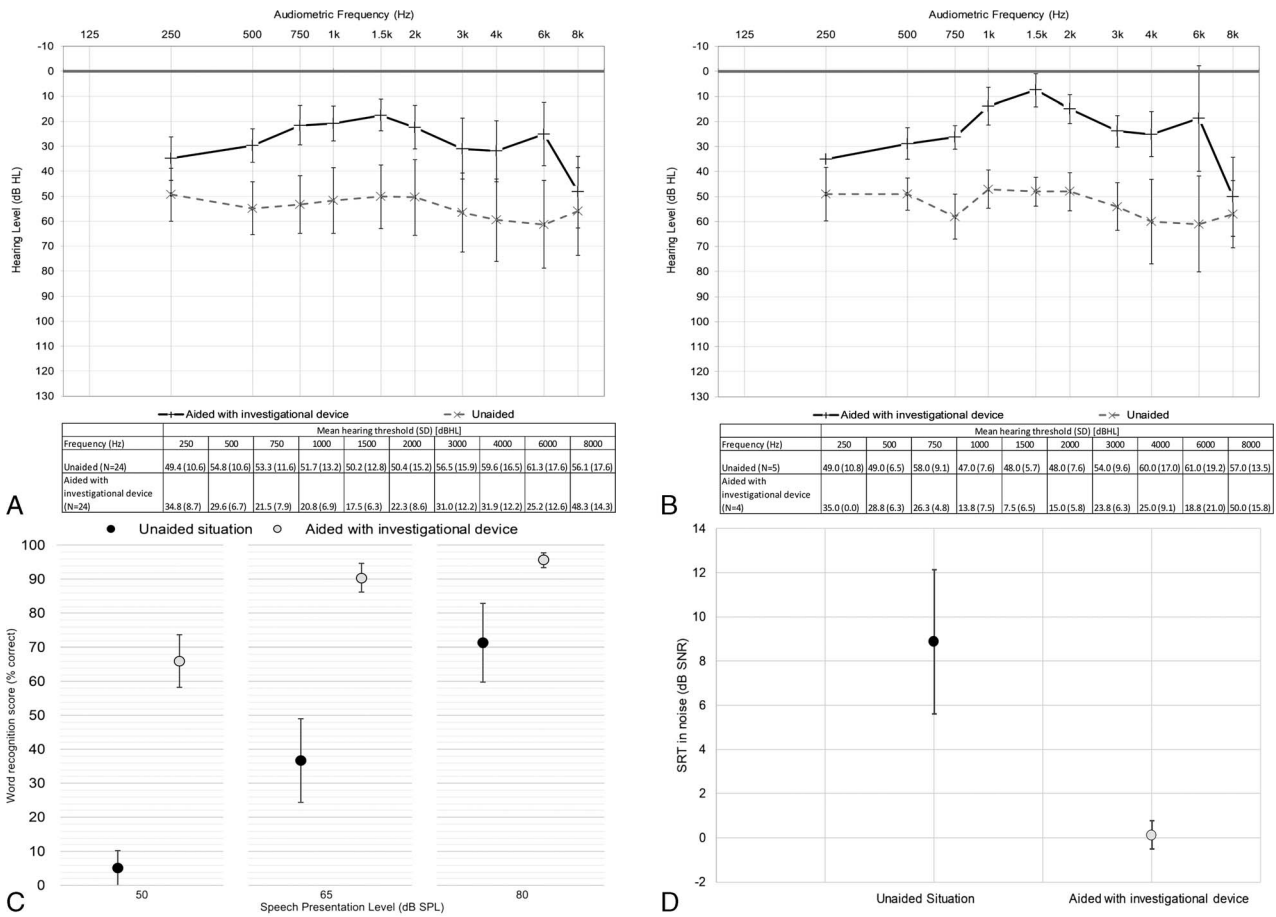 Audiometric Frequency (Hz)
125 250 500 750 1k 1.5k 2k 3k 4k 6k 8k
-10
0
10
20
30
40
50
60
70
80
90
100
110
120
130
Hearing Level (dB HL)
Aided with investigational device Unaided
Mean hearing threshold (SD) [dBHL]
Frequency (Hz) 250 500 750 1000 1500 2000 3000 4000 6000 8000
Unaided (N=24) 49.4 (10.6) 54.8 (10.6) 53.3 (11.6) 51.7 (13.2) 50.2 (12.8) 50.4 (15.2) 56.5 (15.9) 59.6 (16.5) 61.3 (17.6) 56.1 (17.6)
Aided with
investigational device
(N=24) 34.8 (8.7) 29.6 (6.7) 21.5 (7.9) 20.8 (6.9) 17.5 (6.3) 22.3 (8.6) 31.0 (12.2) 31.9 (12.2) 25.2 (12.6) 48.3 (14.3)
A
Audiometric Frequency (Hz)
125 250 500 750 1k 1.5k 2k 3k 4k 6k 8k
-10
0
10
20
30
40
50
60
70
80
90
100
110
120
130
Hearing Level (dB HL)
Aided with investigational device Unaided
Mean hearing threshold (SD) [dBHL]
Frequency (Hz) 250 500 750 1000 1500 2000 3000 4000 6000 8000
Unaided (N=5) 49.0 (10.8) 49.0 (6.5) 58.0 (9.1) 47.0 (7.6) 48.0 (5.7) 48.0 (7.6) 54.0 (9.6) 60.0 (17.0) 61.0 (19.2) 57.0 (13.5)
Aided with
investigational device
(N=4) 35.0 (0.0) 28.8 (6.3) 26.3 (4.8) 13.8 (7.5) 7.5 (6.5) 15.0 (5.8) 23.8 (6.3) 25.0 (9.1) 18.8 (21.0) 50.0 (15.8)
B
Unaided situation Aided with investigational device
100
90
80
70
60
50
40
30
20
10
0
Word recognition score (% correct)
50 65 80
Speech Presentation Level (dB SPL)
C
14
12
10
8
6
4
2
0
-2
SRT in noise (dB SNR)
Unaided Situation Aided with investigational device
D